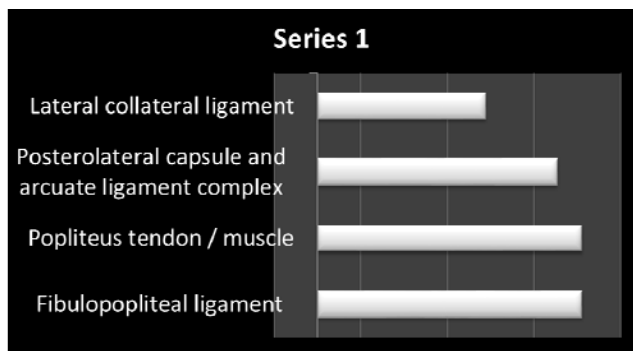 Series 1
Lateral collateral ligament
Posterolateral capsule and
arcuate ligament complex
Popliteus tendon / muscle
Fibulopopliteal ligament